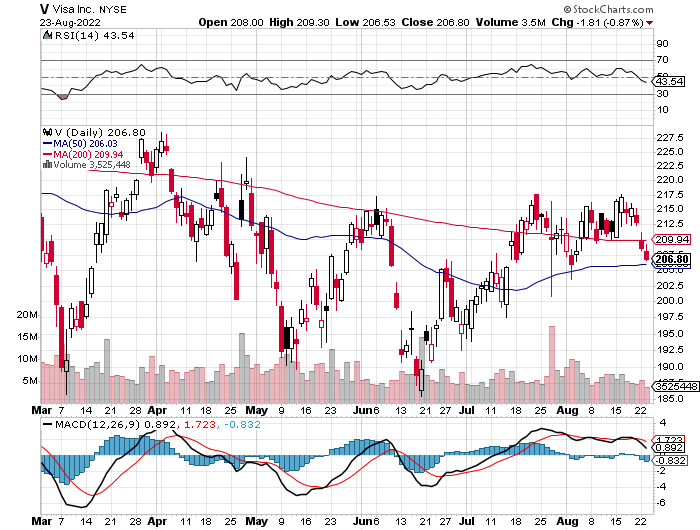 V Visa Inc. NYSE © StockCharts.com
23-Aug-2022 Open 208.00 High 209.30 Low 206.53 Close 206.80 Volume 3.5M Chg -1.81 (-0.87%)
RSI(14) 43.54
90
70
50
43.54
30
10
V (Daily) 206.80
MA(50) 206.03
MA(200) 209.94
Volume 3,525,448
227.5
225.0
222.5
220.0
217.5
215.0
212.5
209.94
206.80
205.0
202.5
200.0
197.5
195.0
192.5
190.0
187.5
3525448
185.0
20M
15M
10M
5M
Mar 7 14 21 28 Apr 11 18 25 May 9 16 23 Jun 6 13 21 27 Jul 11 18 25 Aug 8 15 22
MACD(12,26,9) 0.892, 1.723, -0.832
4
1.723
0.892
-0.832
-2
-4
-6
Mar 7 14 21 28 Apr 11 18 25 May 9 16 23 Jun 6 13 21 27 Jul 11 18 25 Aug 8 15 22